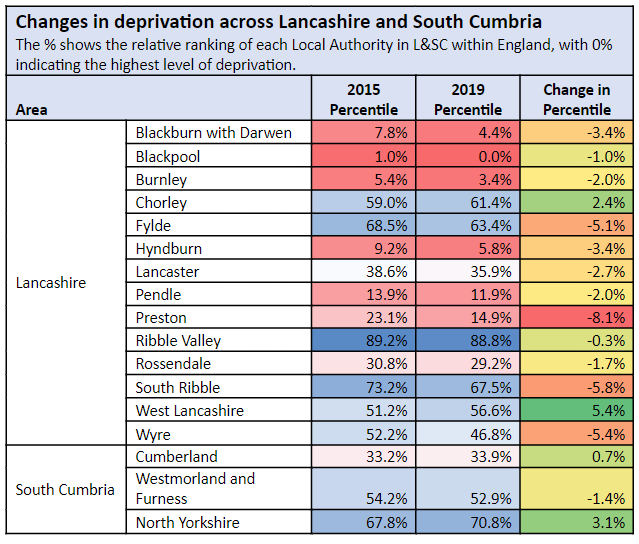 Changes in deprivation across Lancashire and South Cumbria
The % shows the relative ranking of each Local Authority in L&SC within England, with 0%
indicating the highest level of deprivation.
Area 2015 Percentile 2019 Percentile Change in Percentile
Lancashire
Blackburn with Darwen 7.8% 4.4% -3.4%
Blackpool 1.0% 0.0% -1.0%
Burnley 5.4% 3.4% -2.0%
Chorley 59.0% 61.4% 2.4%
Fylde 68.5% 63.4% -5.1%
Hyndburn 9.2% 5.8% -3.4%
Lancaster 38.6% 35.9% -2.7%
Pendle 13.9% 11.9% -2.0%
Preston 23.1% 14.9% -8.1%
Ribble Valley 89.2% 88.8% -0.3%
Rossendale 30.8% 29.2% -1.7%
South Ribble 73.2% 67.5% -5.8%
West Lancashire 51.2% 56.6% 5.4%
Wyre 52.2% 46.8% -5.4%
South Cumbria
Cumberland 33.2% 33.9% 0.7%
Westmorland and
Furness 54.2% 52.9% -1.4%
North Yorkshire 67.8% 70.8% 3.1%